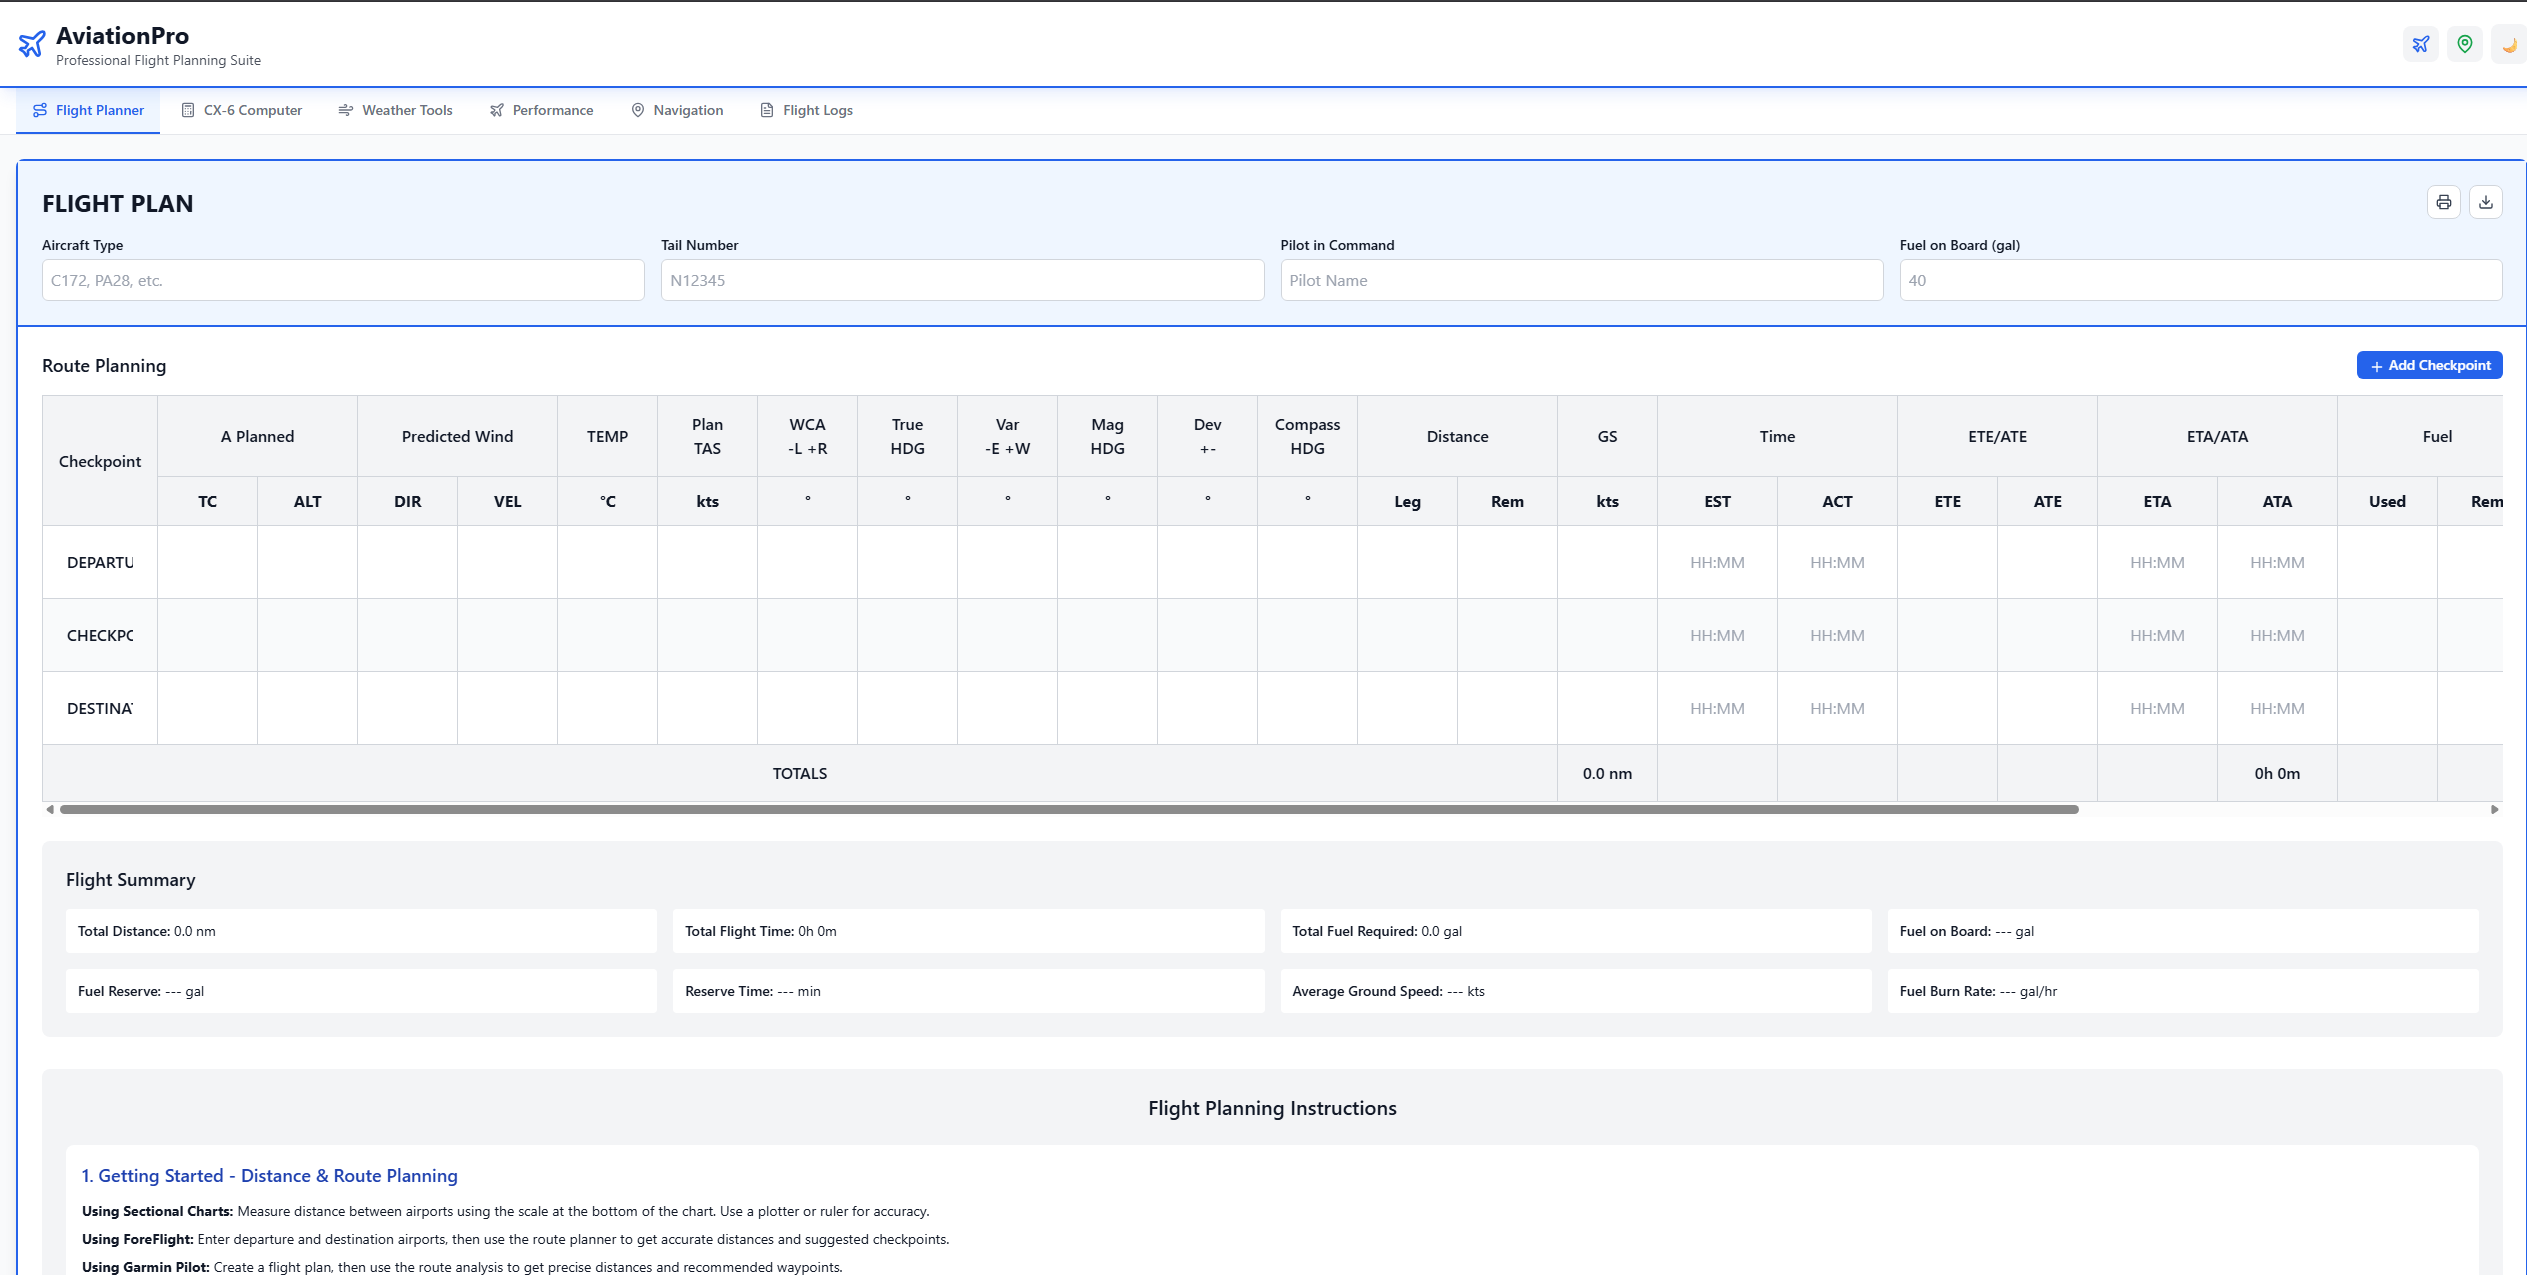 AviationPro
Professional Flight Planning Suite
Flight Planner CX-6 Computer Weather Tools Performance Navigation Flight Logs
FLIGHT PLAN
Aircraft Type Tail Number Pilot in Command Fuel on Board (gal)
C172, PA28, etc. N12345 Pilot Name 40
Route Planning + Add Checkpoint
Checkpoint A Planned Predicted Wind TEMP Plan TAS WCA -L +R True HDG Var -E +W Mag HDG Dev +- Compass HDG Distance GS Time ETE/ATE ETA/ATA Fuel
TC ALT DIR VEL °C kts ° ° ° ° ° ° Leg Rem kts EST ACT ETE ATE ETA ATA Used Rem
DEPARTU HH:MM HH:MM HH:MM HH:MM
CHECKPO HH:MM HH:MM HH:MM HH:MM
DESTINAT HH:MM HH:MM HH:MM HH:MM
TOTALS 0.0 nm 0h 0m
Flight Summary
Total Distance: 0.0 nm Total Flight Time: 0h 0m Total Fuel Required: 0.0 gal Fuel on Board: --- gal
Fuel Reserve: --- gal Reserve Time: --- min Average Ground Speed: --- kts Fuel Burn Rate: --- gal/hr
Flight Planning Instructions
1. Getting Started - Distance & Route Planning
Using Sectional Charts: Measure distance between airports using the scale at the bottom of the chart. Use a plotter or ruler for accuracy.
Using ForeFlight: Enter departure and destination airports, then use the route planner to get accurate distances and suggested checkpoints.
Using Garmin Pilot: Create a flight plan, then use the route analysis to get precise distances and recommended waypoints.